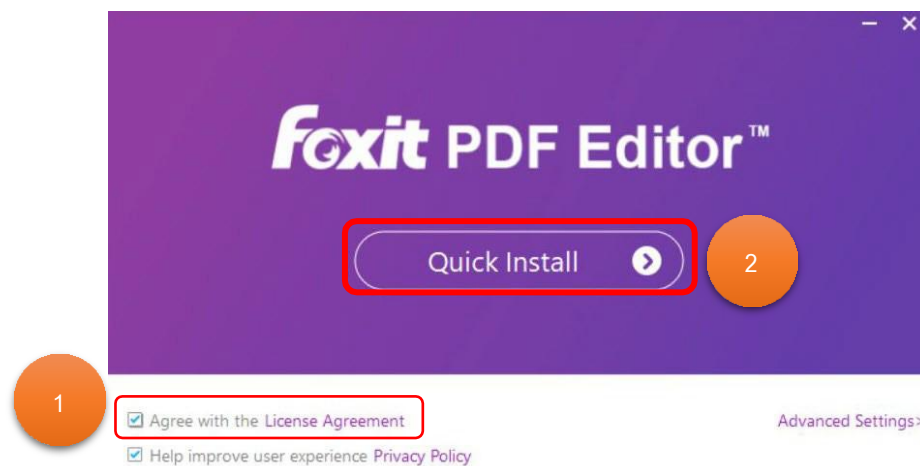 foxit PDF Editor™
Quick Install
2
1
Agree with the License Agreement
Advanced Settings>
Help improve user experience Privacy Policy